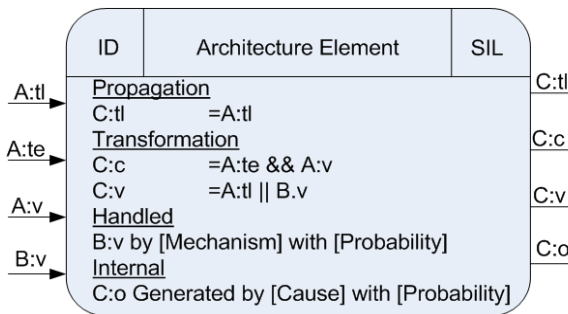 ID Architecture Element SIL
A:tl
A:te
A:v
B:v
Propagation
C:tl =A:tl
Transformation
C:c =A:te && A:v
C:v =A:tl || B.v
Handled
B:v by [Mechanism] with [Probability]
Internal
C:o Generated by [Cause] with [Probability]
C:tl
C:c
C:v
C:o